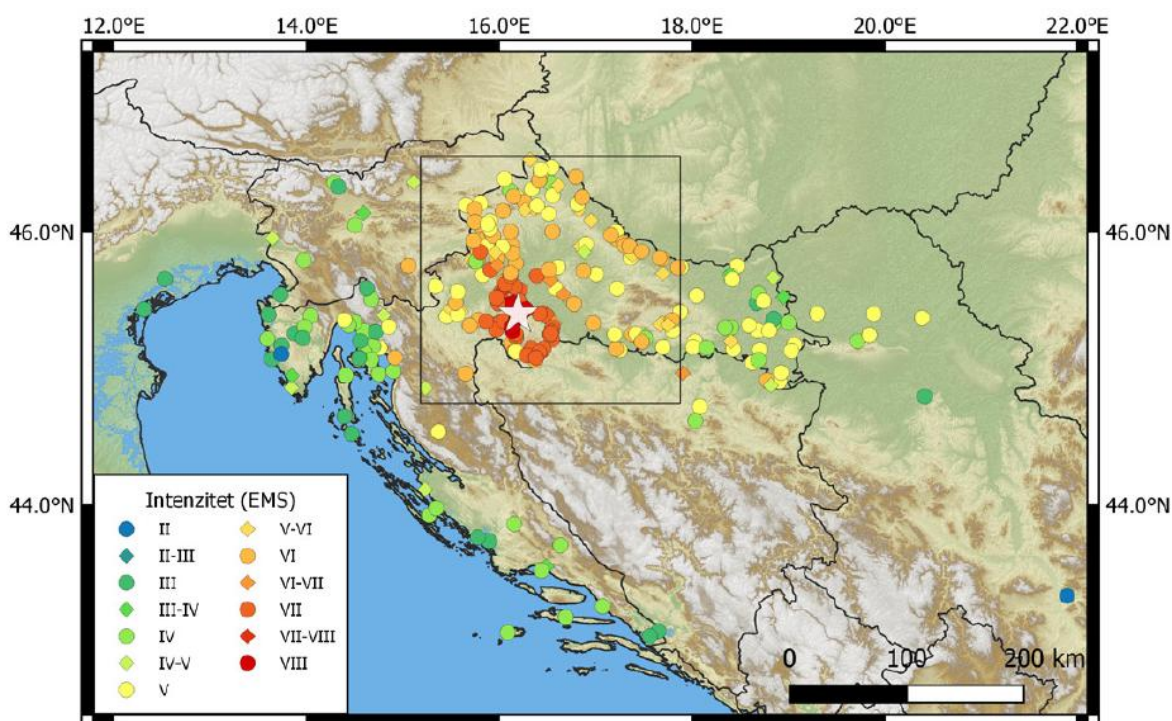 12.0°E 14.0°E 16.0°E 18.0°E 20.0°E 22.0°E
46.0°N 46.0°N
44.0°N 44.0°N
Intenzitet (EMS)
II V-VI
II-III VI
III VI-VII
III-IV VII
IV VII-VIII
IV-V VIII
V
0 100 200 km